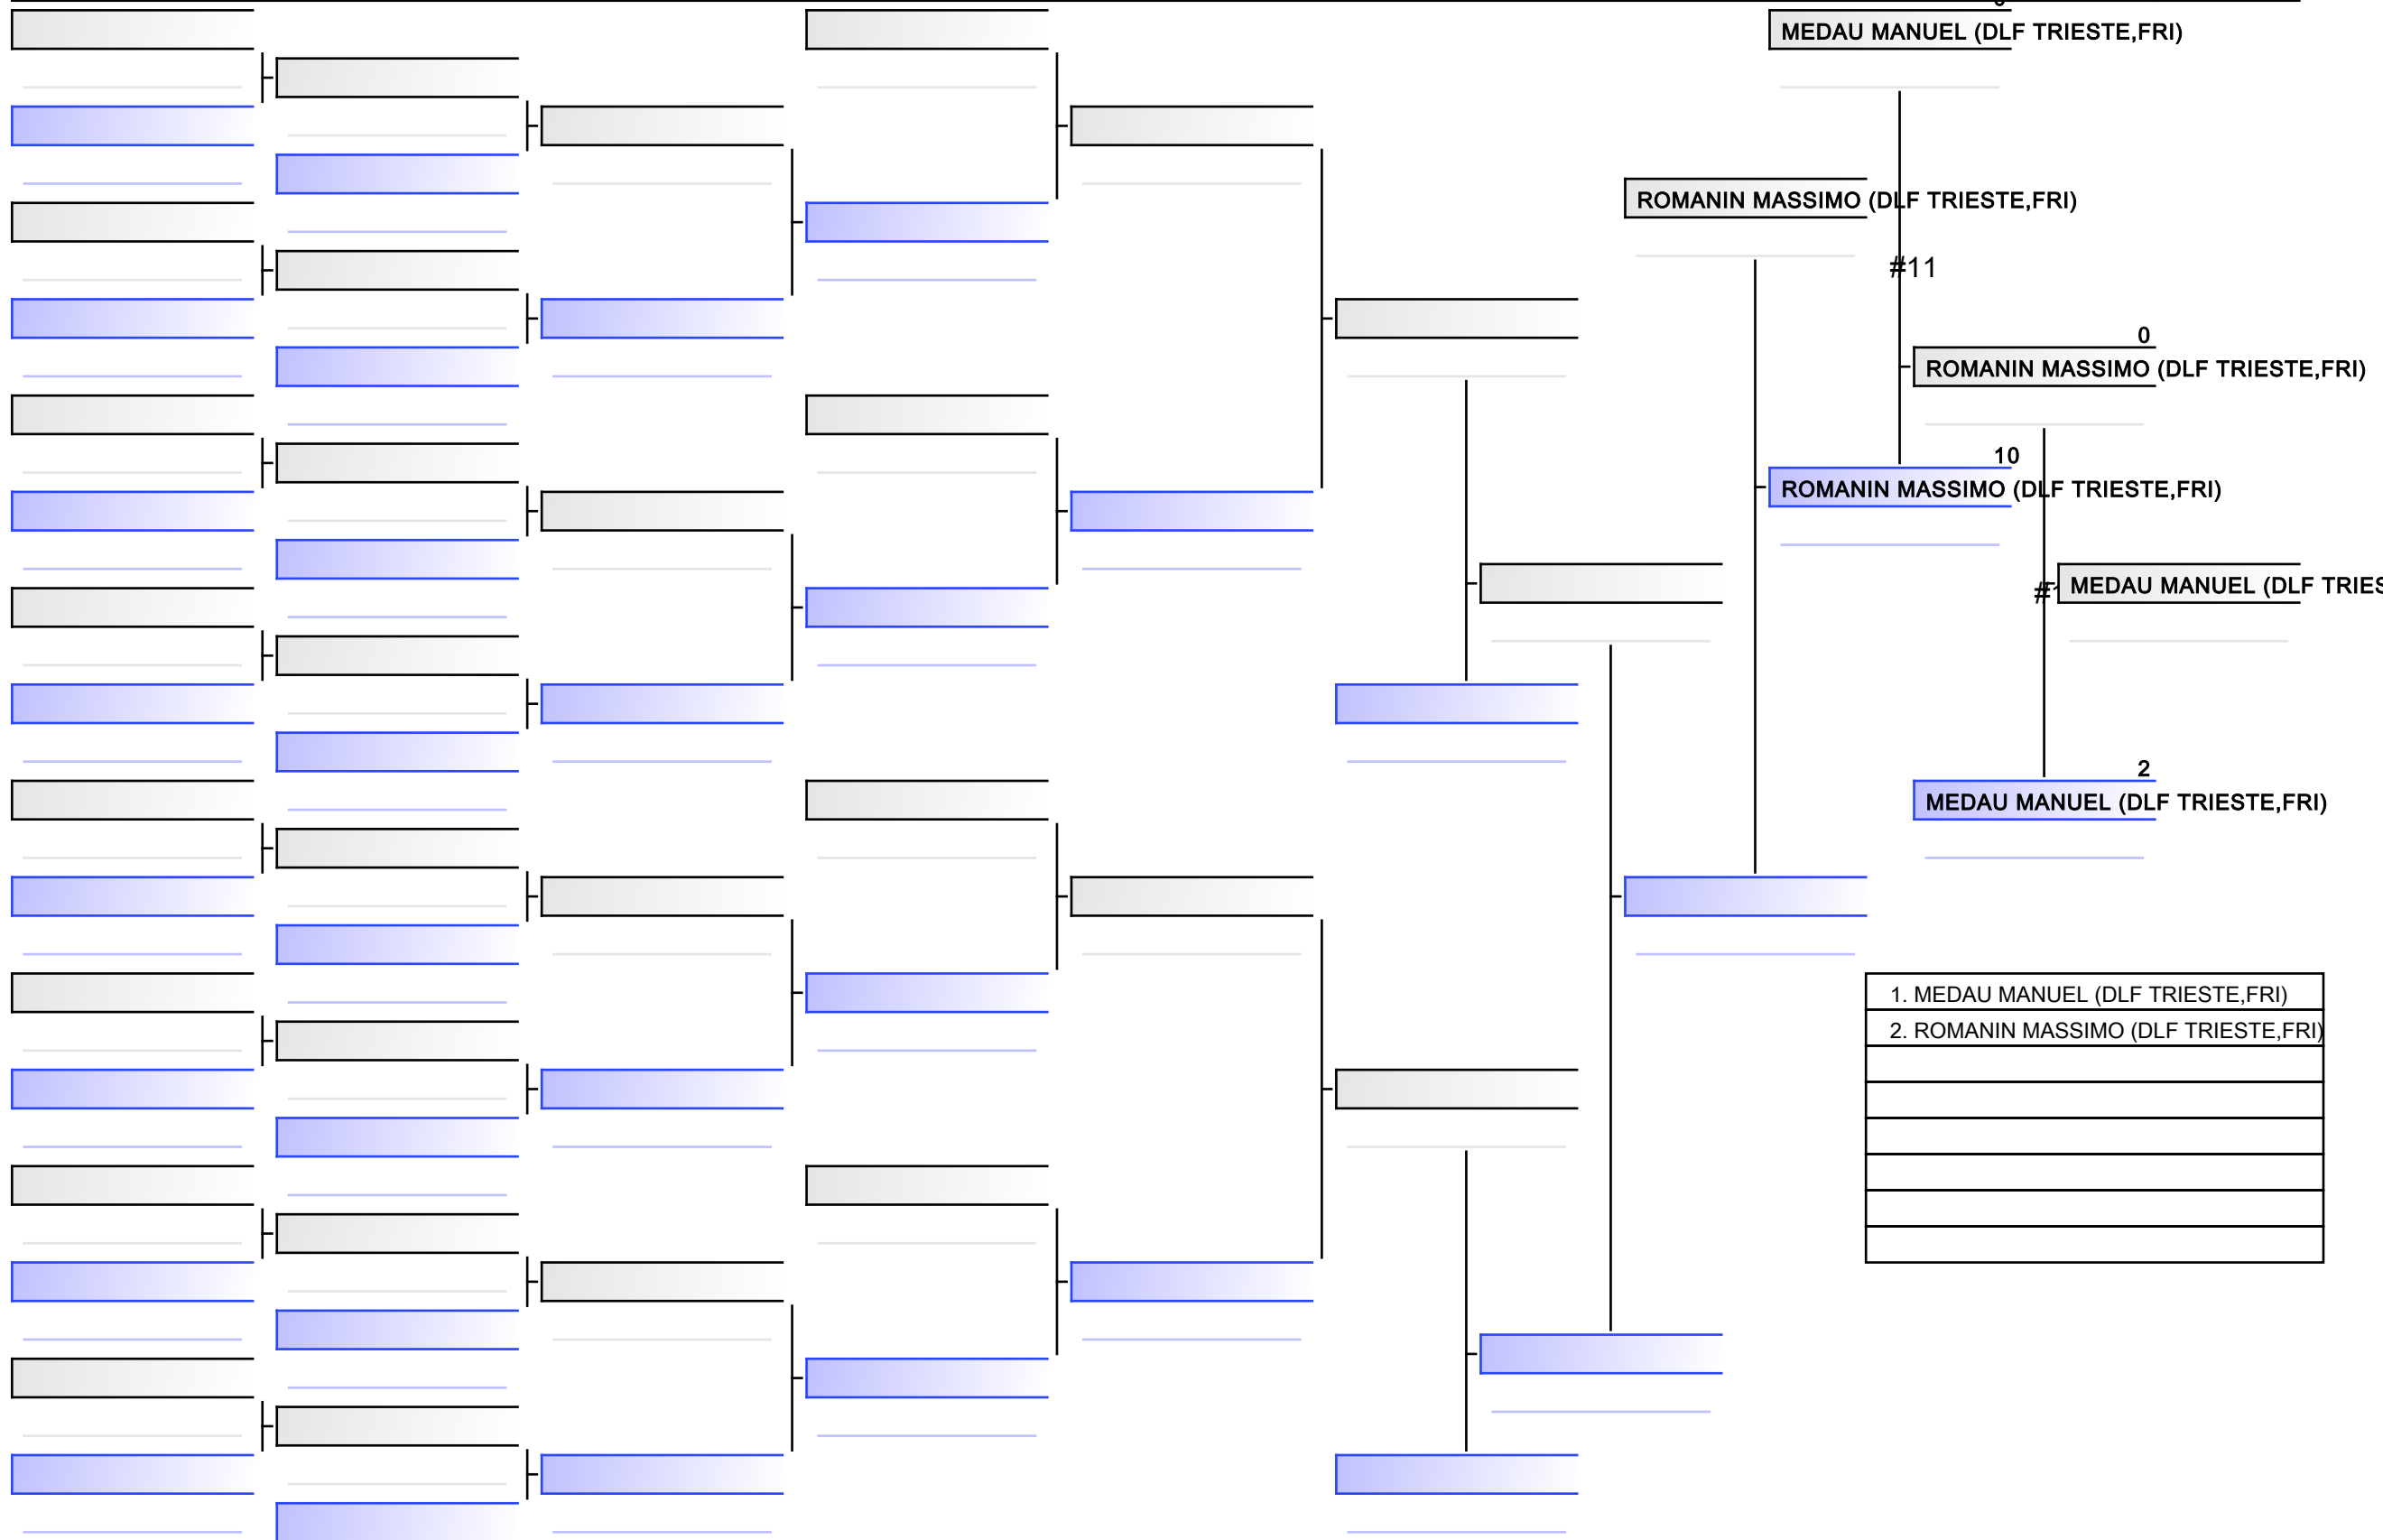 MEDAU MANUEL (DLF TRIESTE,FRI)
ROMANIN MASSIMO (DLF TRIESTE,FRI)
#11
0
ROMANIN MASSIMO (DLF TRIESTE,FRI)
10
ROMANIN MASSIMO (DLF TRIESTE,FRI)
# MEDAU MANUEL (DLF
2
MEDAU MANUEL (DLF TRIESTE,FRI)
1. MEDAU MANUEL (DLF TRIESTE,FRI)
2. ROMANIN MASSIMO (DLF TRIESTE,FRI)